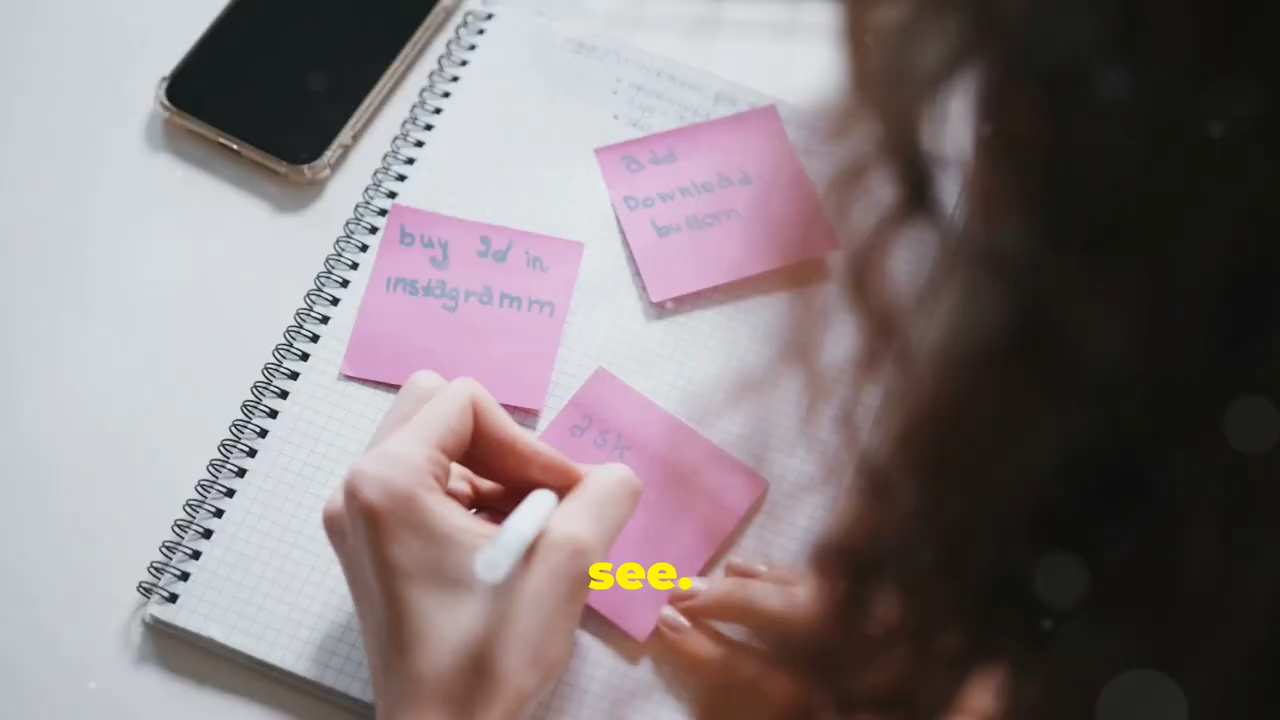 buy ad in
instagramm
add
Download
button
ask
see.